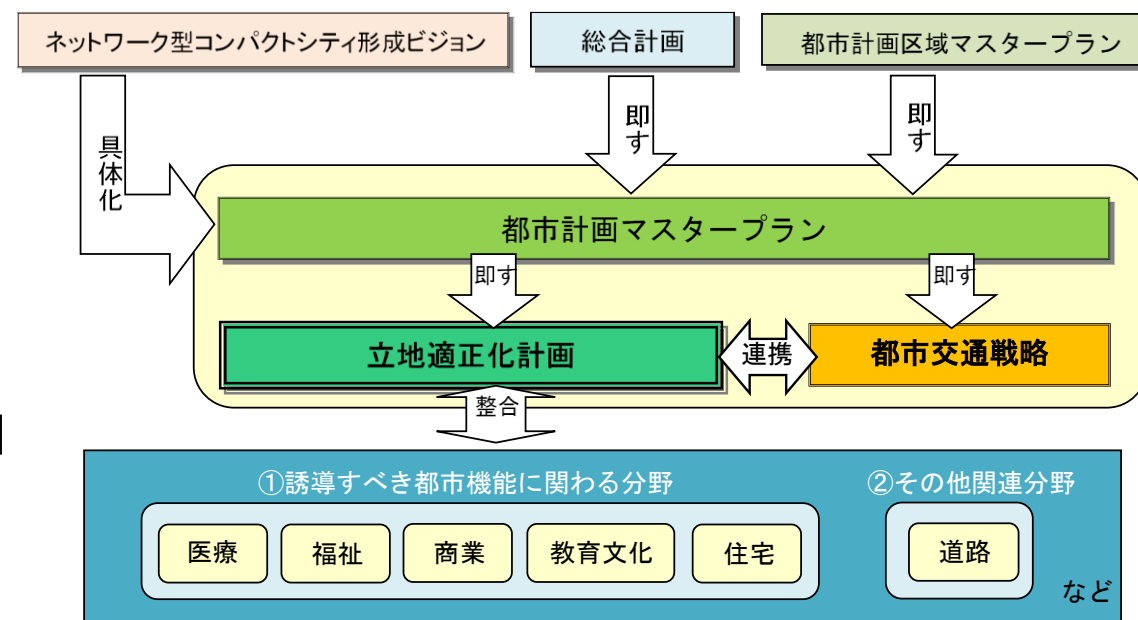 ネットワーク型コンパクトシティ形成ビジョン
総合計画
都市計画区域マスタープラン
具体化
即す
即す
都市計画マスタープラン
即す
即す
立地適正化計画
連携
都市交通戦略
整合
①誘導すべき都市機能に関わる分野
②その他関連分野
医療
福祉
商業
教育文化
住宅
道路
など